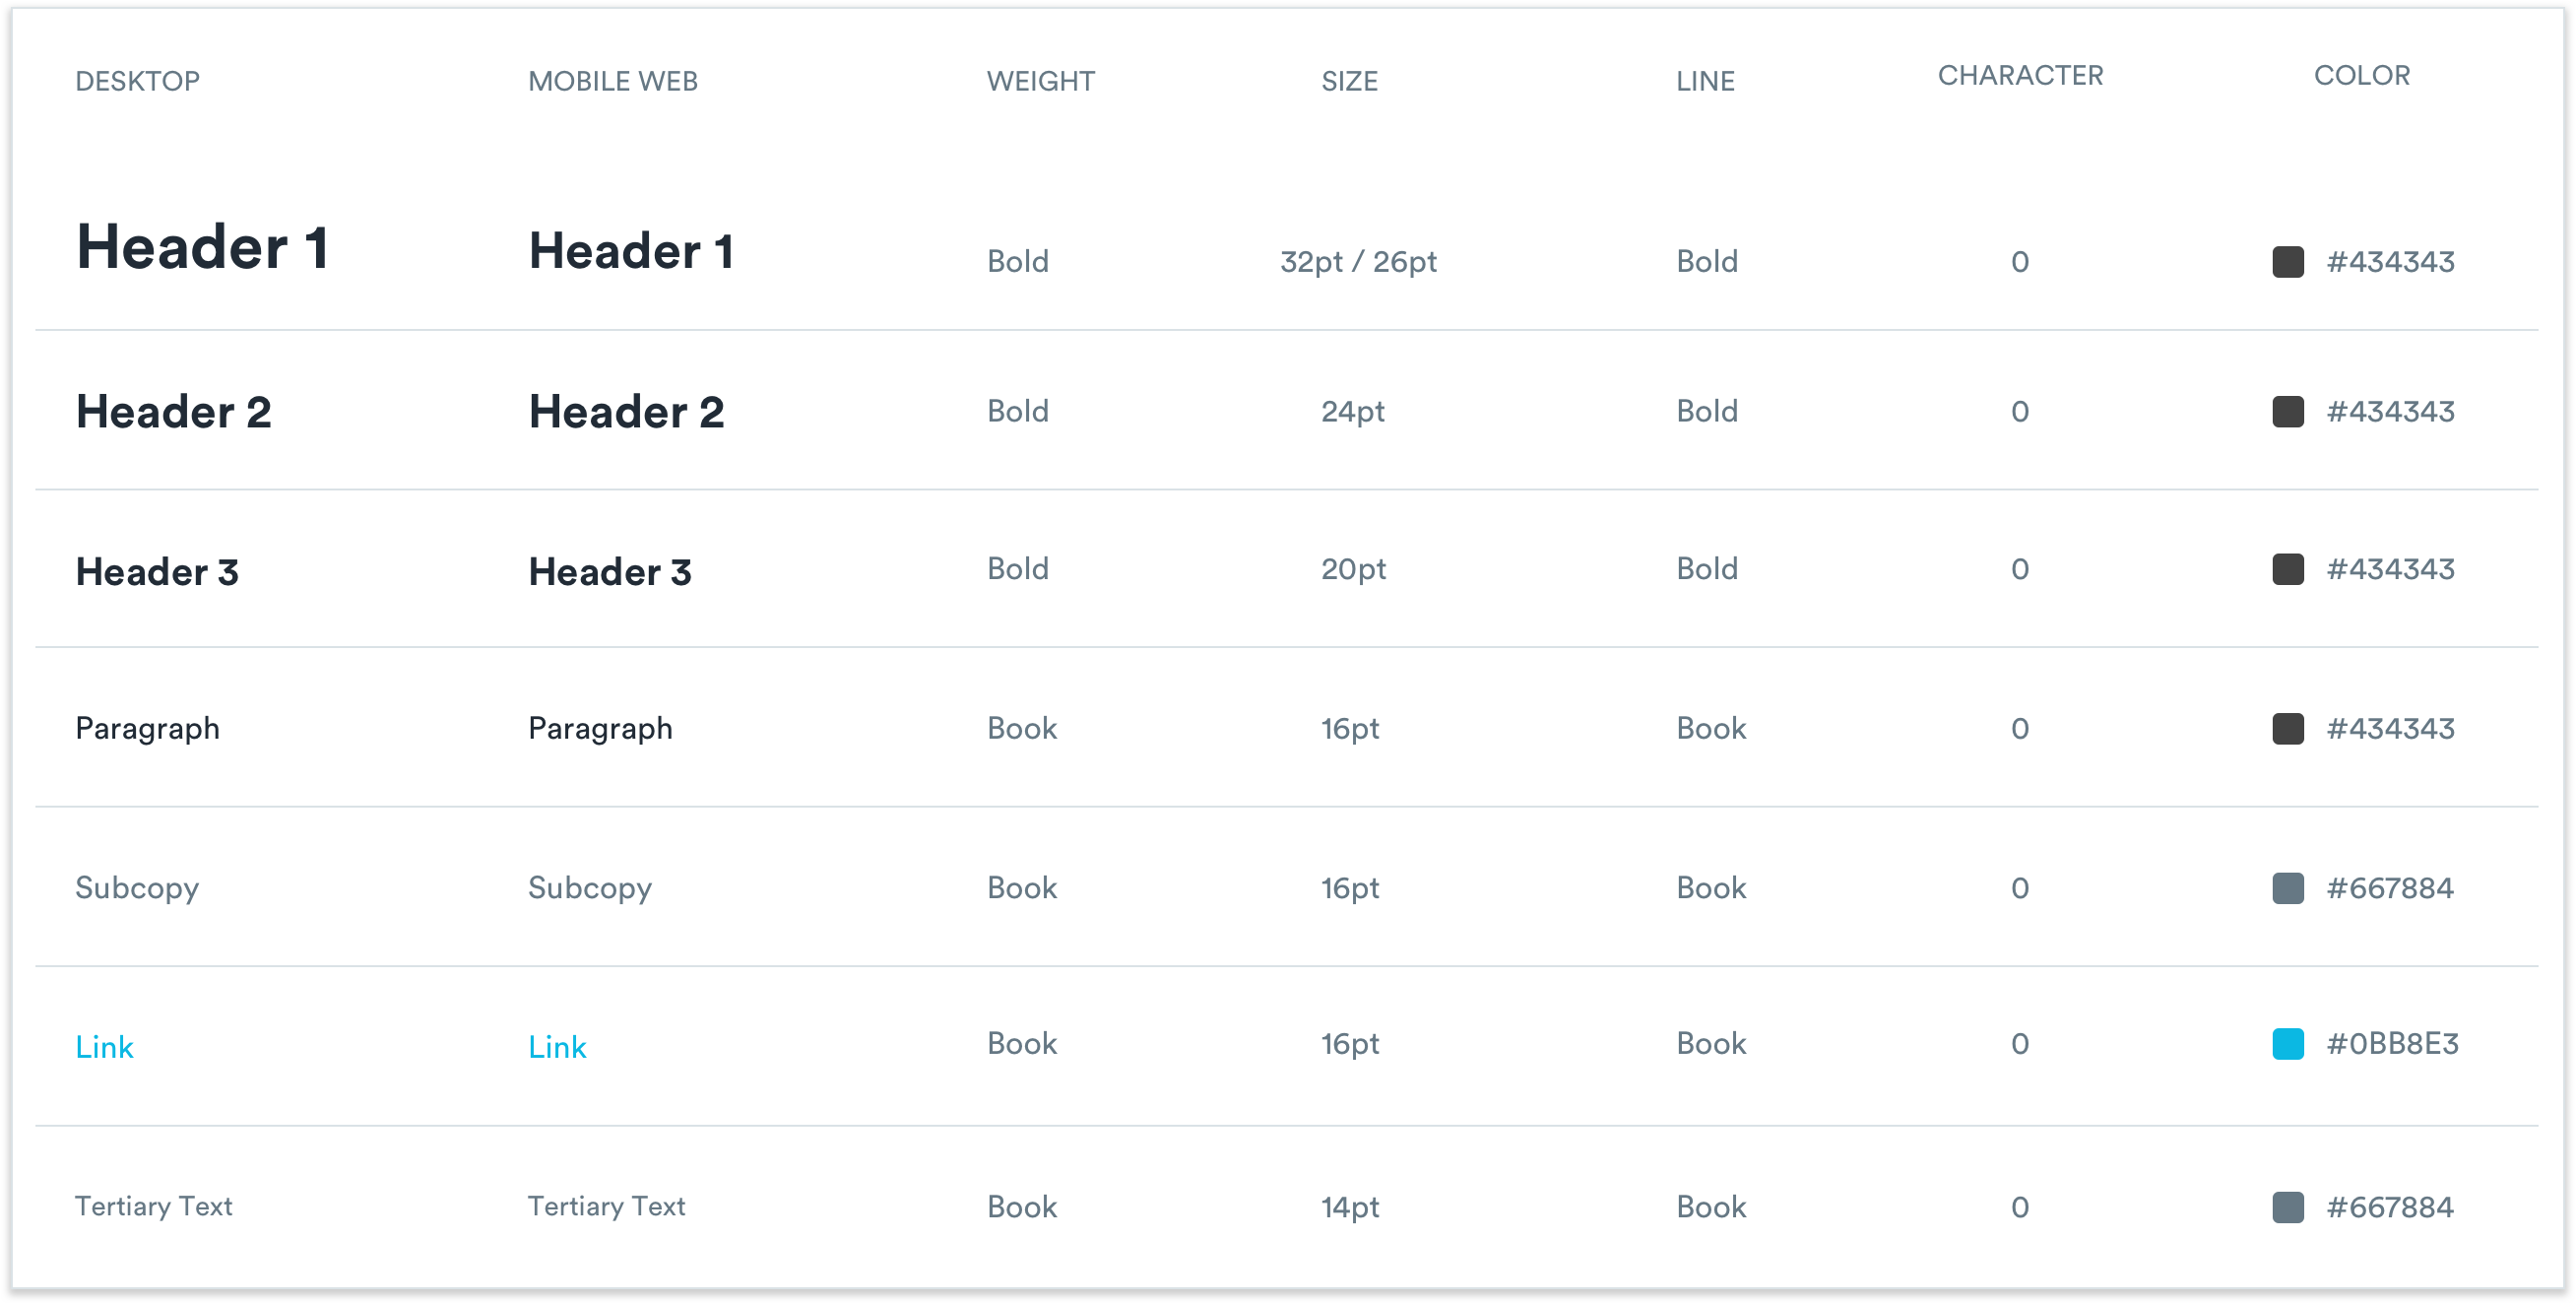 DESKTOP MOBILE WEB WEIGHT SIZE LINE CHARACTER COLOR
Header 1 Header 1 Bold 32pt / 26pt Bold 0 #434343
Header 2 Header 2 Bold 24pt Bold 0 #434343
Header 3 Header 3 Bold 20pt Bold 0 #434343
Paragraph Paragraph Book 16pt Book 0 #434343
Subcopy Subcopy Book 16pt Book 0 #667884
Link Link Book 16pt Book 0 #0BB8E3
Tertiary Text Tertiary Text Book 14pt Book 0 #667884